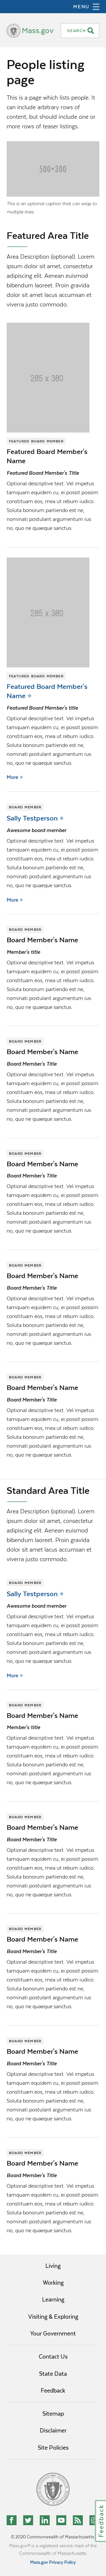 MENU
Mass.gov
SEARCH
People listing
page
This is a page which lists people. It
can include arbitrary rows of
content, but should include one or
more rows of teaser listings.
500×300
This is an optional caption that can wrap to
multiple lines.
Featured Area Title
Area Description (optional). Lorem
ipsum dolor sit amet, consectetur
adipiscing elit. Aenean euismod
bibendum laoreet. Proin gravida
dolor sit amet lacus accumsan et
viverra justo commodo.
285 x 380
FEATURED BOARD MEMBER
Featured Board Member's
Name
Featured Board Member's Title
Optional descriptive text. Vel impetus
tamquam equidem cu, ei possit possim
constituam eos, mea ut rebum iudico.
Soluta bonorum partiendo est ne,
nominati postulant argumentum ius
no, quo ne quaeque sanctus.
285 x 380
FEATURED BOARD MEMBER
Featured Board Member's
Name
Featured Board Member's title
Optional descriptive text. Vel impetus
tamquam equidem cu, ei possit possim
constituam eos, mea ut rebum iudico.
Soluta bonorum partiendo est ne,
nominati postulant argumentum ius
no, quo ne quaeque sanctus.
More
BOARD MEMBER
Sally Testperson
Awesome board member
Optional descriptive text. Vel impetus
tamquam equidem cu, ei possit possim
constituam eos, mea ut rebum iudico.
Soluta bonorum partiendo est ne,
nominati postulant argumentum ius
no, quo ne quaeque sanctus.
More
BOARD MEMBER
Board Member's Name
Member's title
Optional descriptive text. Vel impetus
tamquam equidem cu, ei possit possim
constituam eos, mea ut rebum iudico.
Soluta bonorum partiendo est ne,
nominati postulant argumentum ius
no, quo ne quaeque sanctus.
BOARD MEMBER
Board Member's Name
Board Member's Title
Optional descriptive text. Vel impetus
tamquam equidem cu, ei possit possim
constituam eos, mea ut rebum iudico.
Soluta bonorum partiendo est ne,
nominati postulant argumentum ius
no, quo ne quaeque sanctus.
BOARD MEMBER
Board Member's Name
Board Member's Title
Optional descriptive text. Vel impetus
tamquam equidem cu, ei possit possim
constituam eos, mea ut rebum iudico.
Soluta bonorum partiendo est ne,
nominati postulant argumentum ius
no, quo ne quaeque sanctus.
BOARD MEMBER
Board Member's Name
Board Member's Title
Optional descriptive text. Vel impetus
tamquam equidem cu, ei possit possim
constituam eos, mea ut rebum iudico.
Soluta bonorum partiendo est ne,
nominati postulant argumentum ius
no, quo ne quaeque sanctus.
BOARD MEMBER
Board Member's Name
Board Member's Title
Optional descriptive text. Vel impetus
tamquam equidem cu, ei possit possim
constituam eos, mea ut rebum iudico.
Soluta bonorum partiendo est ne,
nominati postulant argumentum ius
no, quo ne quaeque sanctus.
Standard Area Title
Area Description (optional). Lorem
ipsum dolor sit amet, consectetur
adipiscing elit. Aenean euismod
bibendum laoreet. Proin gravida
dolor sit amet lacus accumsan et
viverra justo commodo.
BOARD MEMBER
Sally Testperson
Awesome board member
Optional descriptive text. Vel impetus
tamquam equidem cu, ei possit possim
constituam eos, mea ut rebum iudico.
Soluta bonorum partiendo est ne,
nominati postulant argumentum ius
no, quo ne quaeque sanctus.
More
BOARD MEMBER
Board Member's Name
Member's title
Optional descriptive text. Vel impetus
tamquam equidem cu, ei possit possim
constituam eos, mea ut rebum iudico.
Soluta bonorum partiendo est ne,
nominati postulant argumentum ius
no, quo ne quaeque sanctus.
BOARD MEMBER
Board Member's Name
Board Member's Title
Optional descriptive text. Vel impetus
tamquam equidem cu, ei possit possim
constituam eos, mea ut rebum iudico.
Soluta bonorum partiendo est ne,
nominati postulant argumentum ius
no, quo ne quaeque sanctus.
BOARD MEMBER
Board Member's Name
Board Member's Title
Optional descriptive text. Vel impetus
tamquam equidem cu, ei possit possim
constituam eos, mea ut rebum iudico.
Soluta bonorum partiendo est ne,
nominati postulant argumentum ius
no, quo ne quaeque sanctus.
BOARD MEMBER
Board Member's Name
Board Member's Title
Optional descriptive text. Vel impetus
tamquam equidem cu, ei possit possim
constituam eos, mea ut rebum iudico.
Soluta bonorum partiendo est ne,
nominati postulant argumentum ius
no, quo ne quaeque sanctus.
BOARD MEMBER
Board Member's Name
Board Member's Title
Optional descriptive text. Vel impetus
tamquam equidem cu, ei possit possim
constituam eos, mea ut rebum iudico.
Soluta bonorum partiendo est ne,
nominati postulant argumentum ius
no, quo ne quaeque sanctus.
Living
Working
Learning
Visiting & Exploring
Your Government
Contact Us
State Data
Feedback
Sitemap
Disclaimer
Site Policies
Feedback
© 2020 Commonwealth of Massachusetts.
Mass.gov® is a registered service mark of the
Commonwealth of Massachusetts.
Mass.gov Privacy Policy